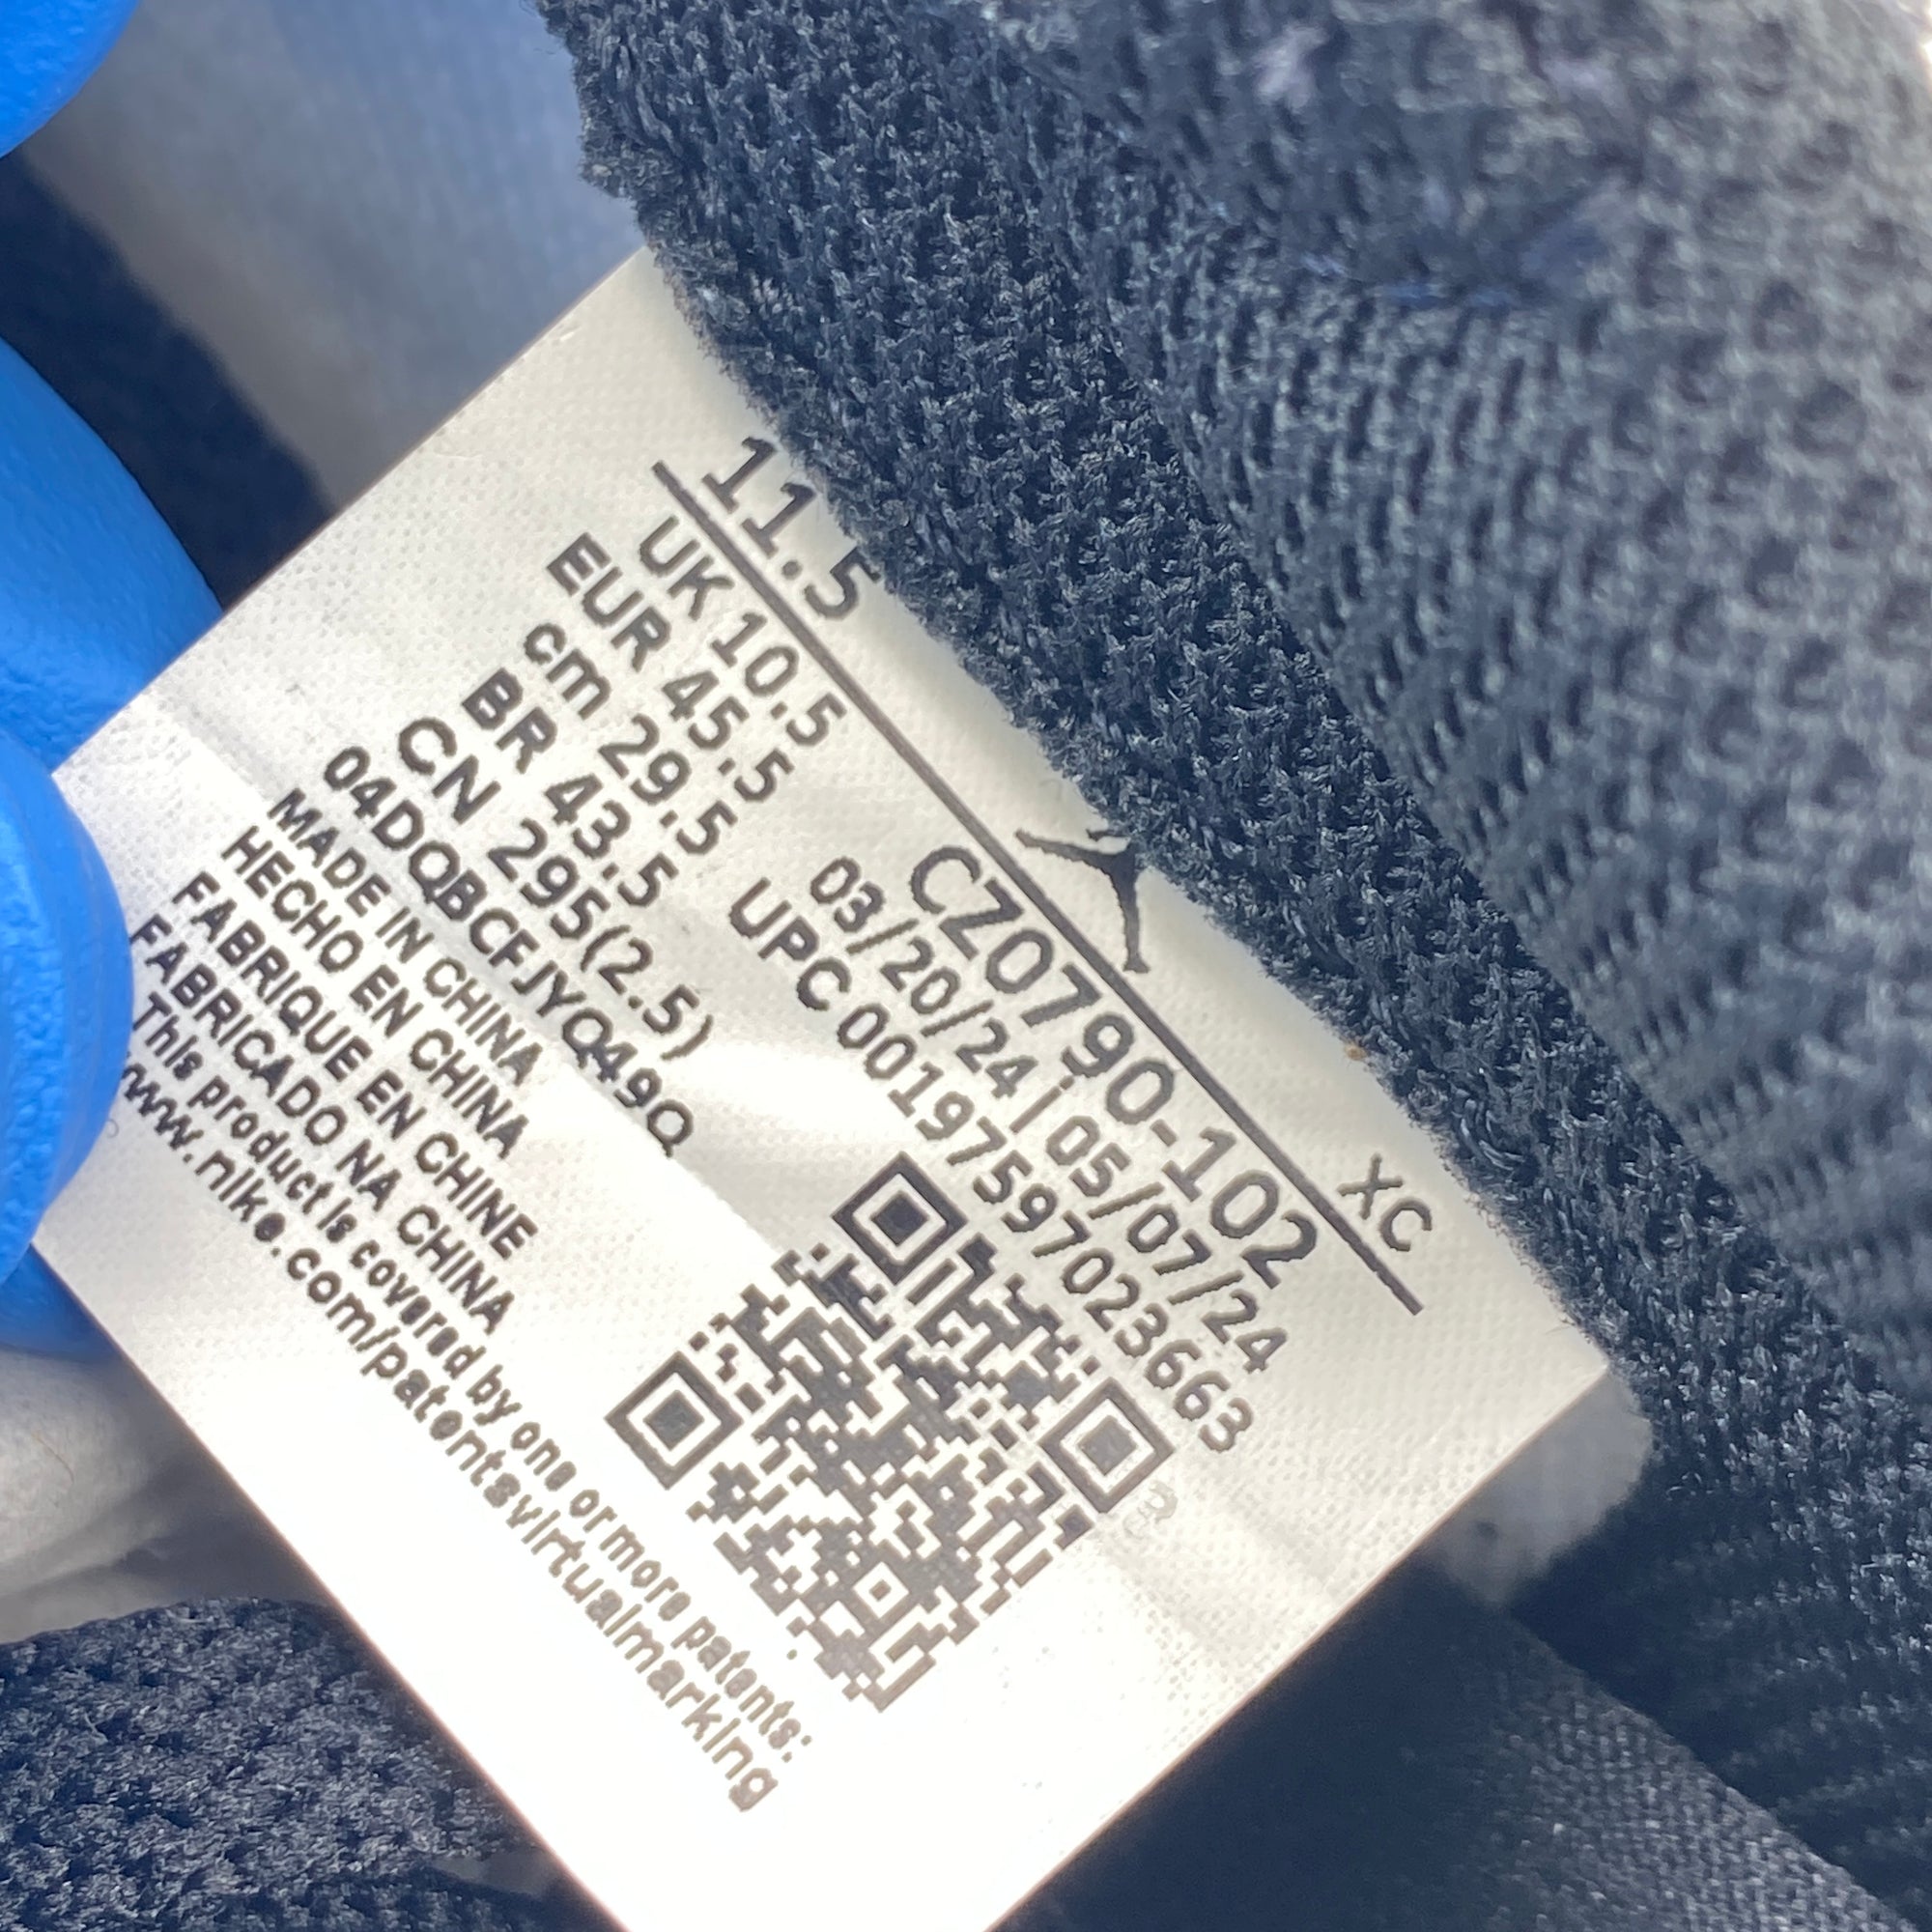 11.5
XC
UK 10.5
EUR 45.5
cm 29.5
BR 43.5
CN 295(2.5)
CZ0790-102
03/20/24 | 05/07/24
UPC 00197597023663
04DQBCFJYQ49Q
MADE IN CHINA
HECHO EN CHINA
FABRIQUE EN CHINE
FABRICADO NA CHINA
This product is covered by one or more patents:
www.nike.com/patentsvirtualmarking